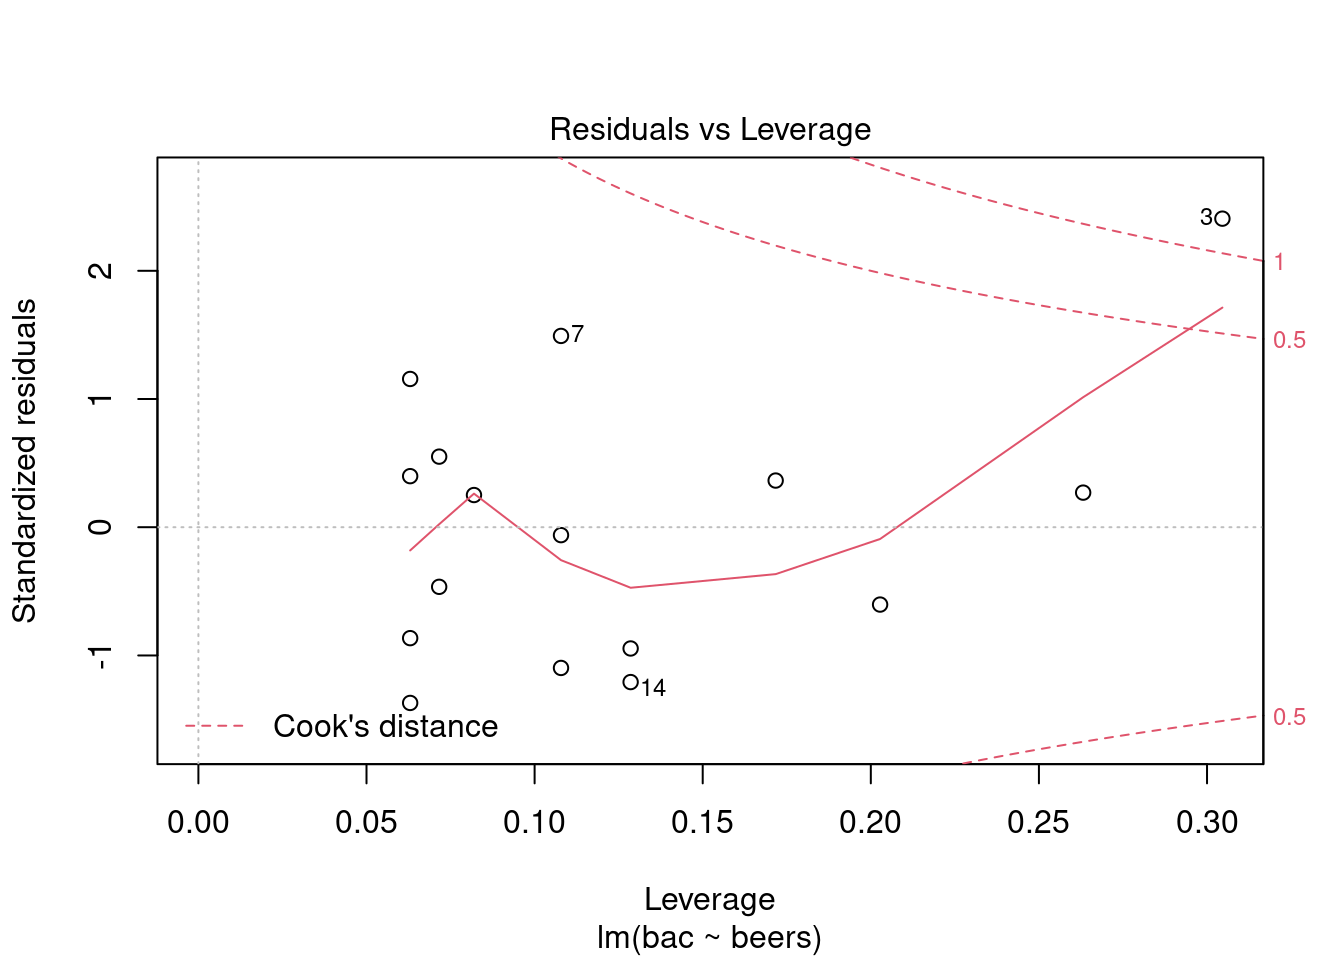 Residuals vs Leverage
Standardized residuals
2
1
0
-1
3
7
14
1
0.5
0.5
Cook's distance
0.00 0.05 0.10 0.15 0.20 0.25 0.30
Leverage
lm(bac ~ beers)